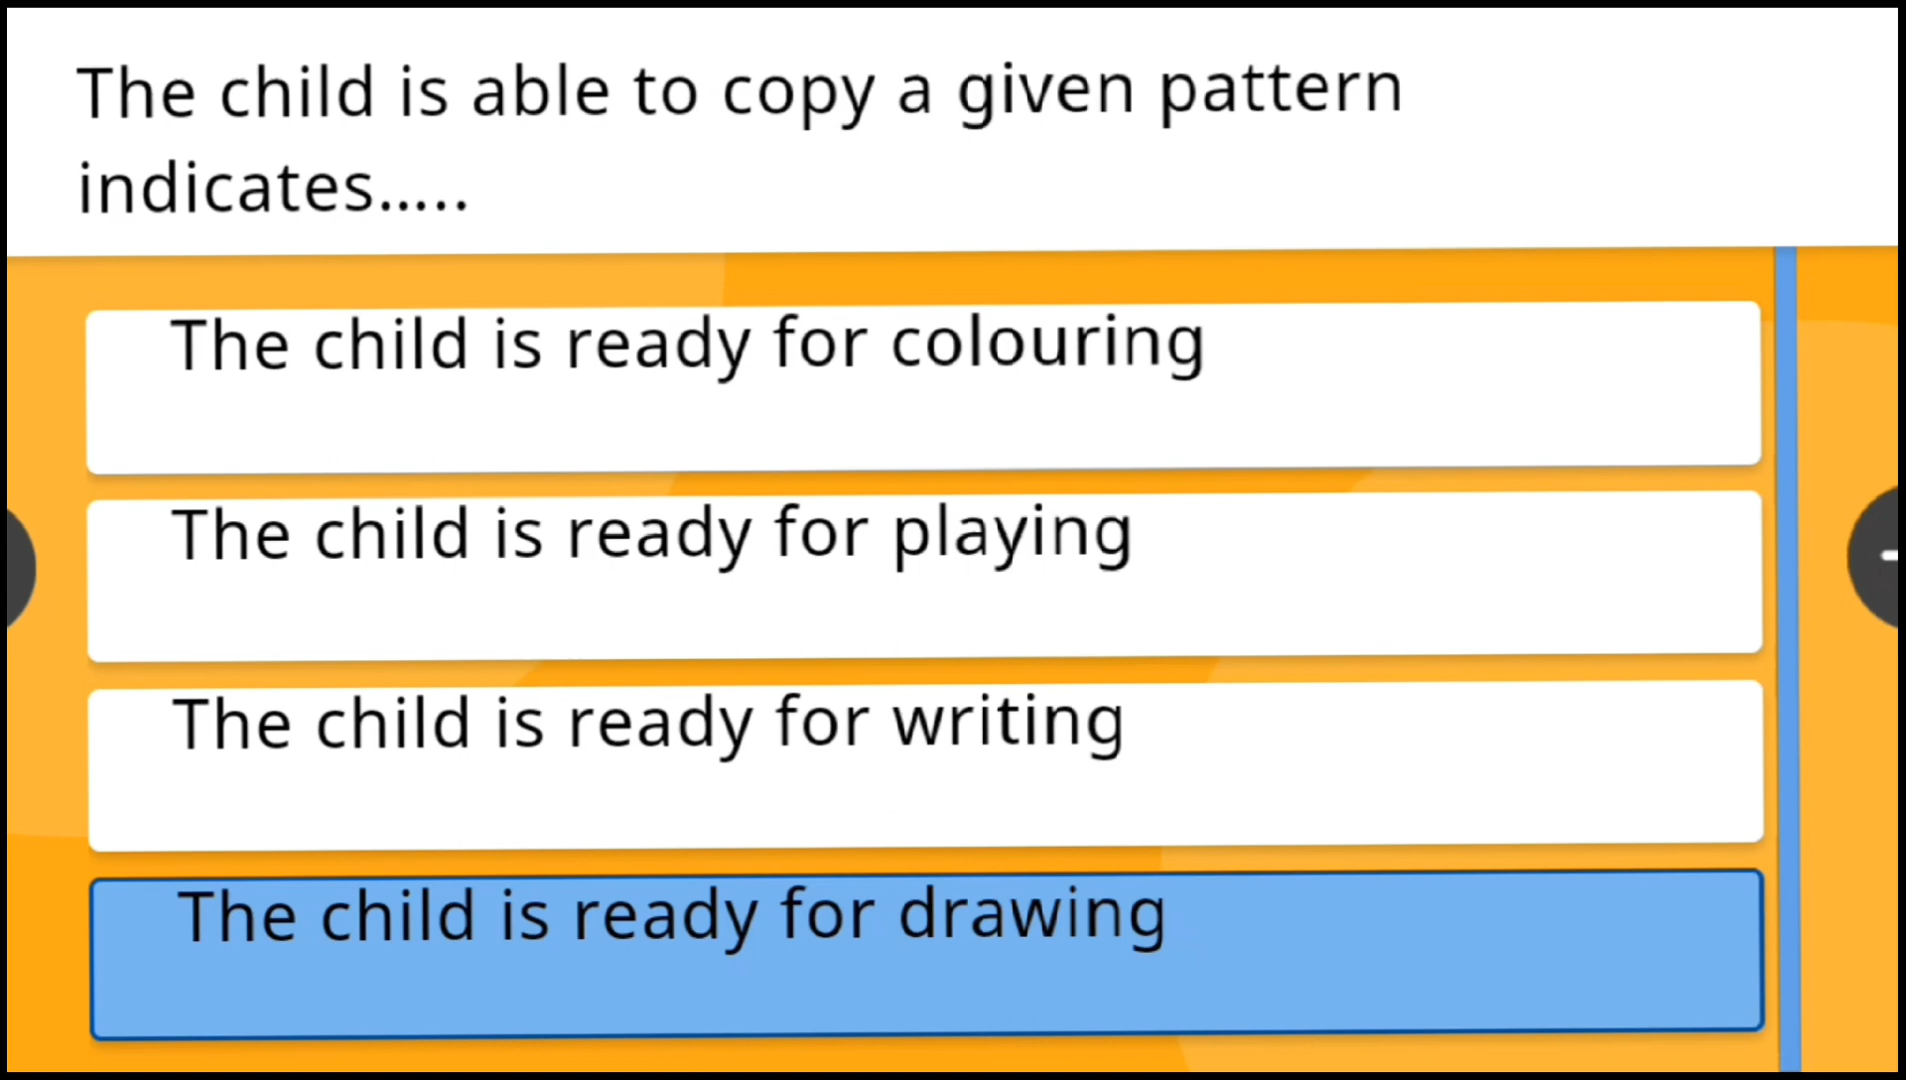 The child is able to copy a given pattern
indicates.....
The child is ready for colouring
The child is ready for playing
The child is ready for writing
The child is ready for drawing